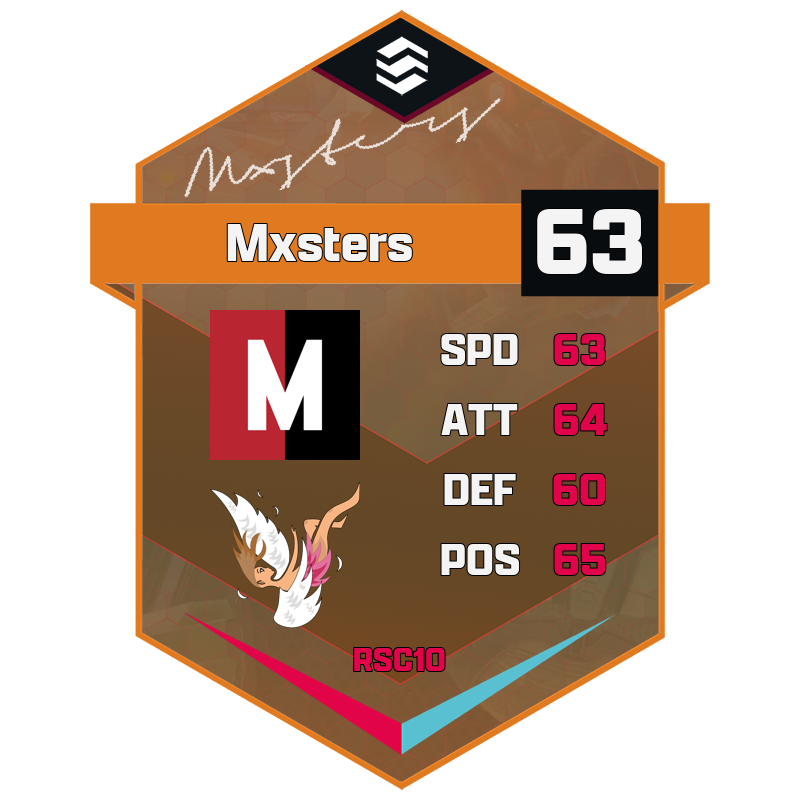 Mxsters
Mxsters 63
M
SPD 63
ATT 64
DEF 60
POS 65
RSC10